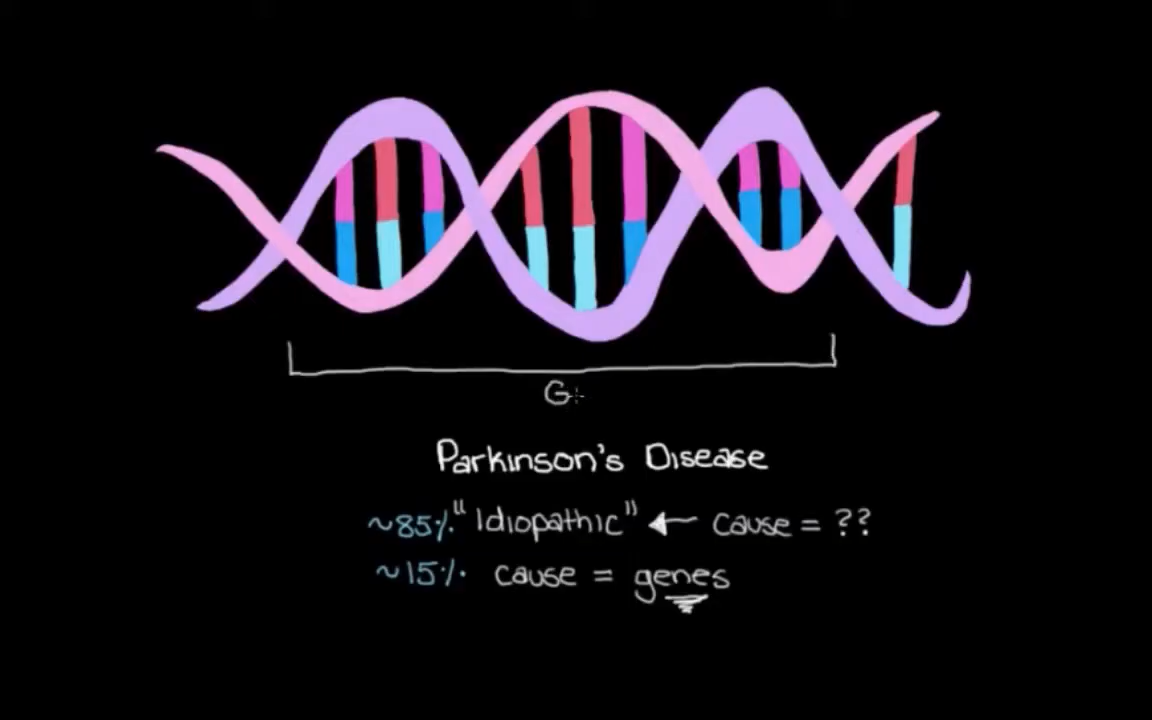 G
Parkinson's Disease
~85% "Idiopathic" ← cause = ??
~15% cause = genes